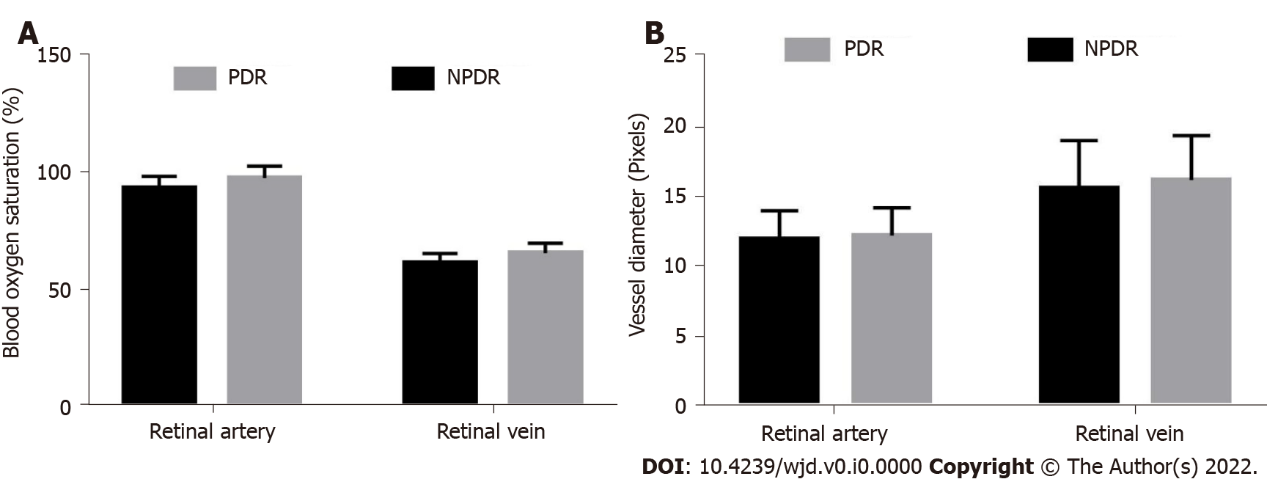 A
150
100
50
0
Blood oxygen saturation (%)
PDR
NPDR
Retinal artery
Retinal vein
B
25
20
15
10
5
0
Vessel diameter (Pixels)
PDR
NPDR
Retinal artery
Retinal vein
DOI: 10.4239/wjd.v0.i0.0000 Copyright © The Author(s) 2022.